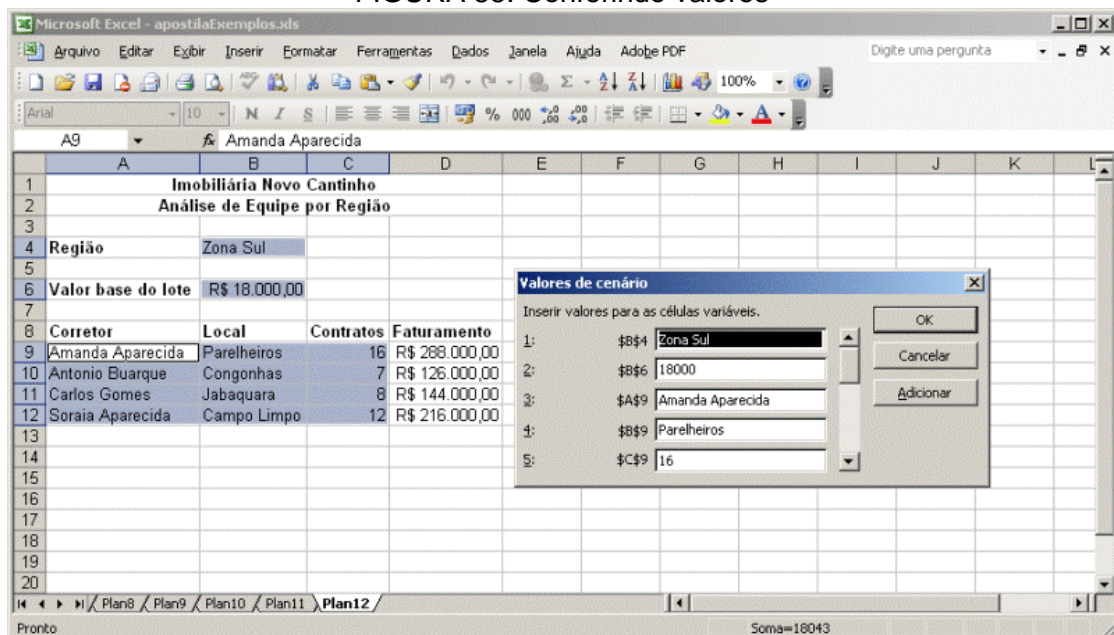 Microsoft Excel - apostilaExemplos.xls
Arquivo Editar Exibir Inserir Formatar Ferramentas Dados Janela Ajuda Adobe PDF Digite uma pergunta
100%
Arial 10 N I S % 000
A9 fx Amanda Aparecida
A B C D E F G H I J K L
1 Imobiliária Novo Cantinho
2 Análise de Equipe por Região
3
4 Região Zona Sul
5
6 Valor base do lote R$ 18.000,00
7
8 Corretor Local Contratos Faturamento
9 Amanda Aparecida Parelheiros 16 R$ 288.000,00
10 Antonio Buarque Congonhas 7 R$ 126.000,00
11 Carlos Gomes Jabaquara 8 R$ 144.000,00
12 Soraia Aparecida Campo Limpo 12 R$ 216.000,00
13
14
15
16
17
18
19
20
Valores de cenário
Inserir valores para as células variáveis.
1: $B$4 Zona Sul
2: $B$6 18000
3: $A$9 Amanda Aparecida
4: $B$9 Parelheiros
5: $C$9 16
OK
Cancelar
Adicionar
Plan8 Plan9 Plan10 Plan11 Plan12
Pronto Soma=18043